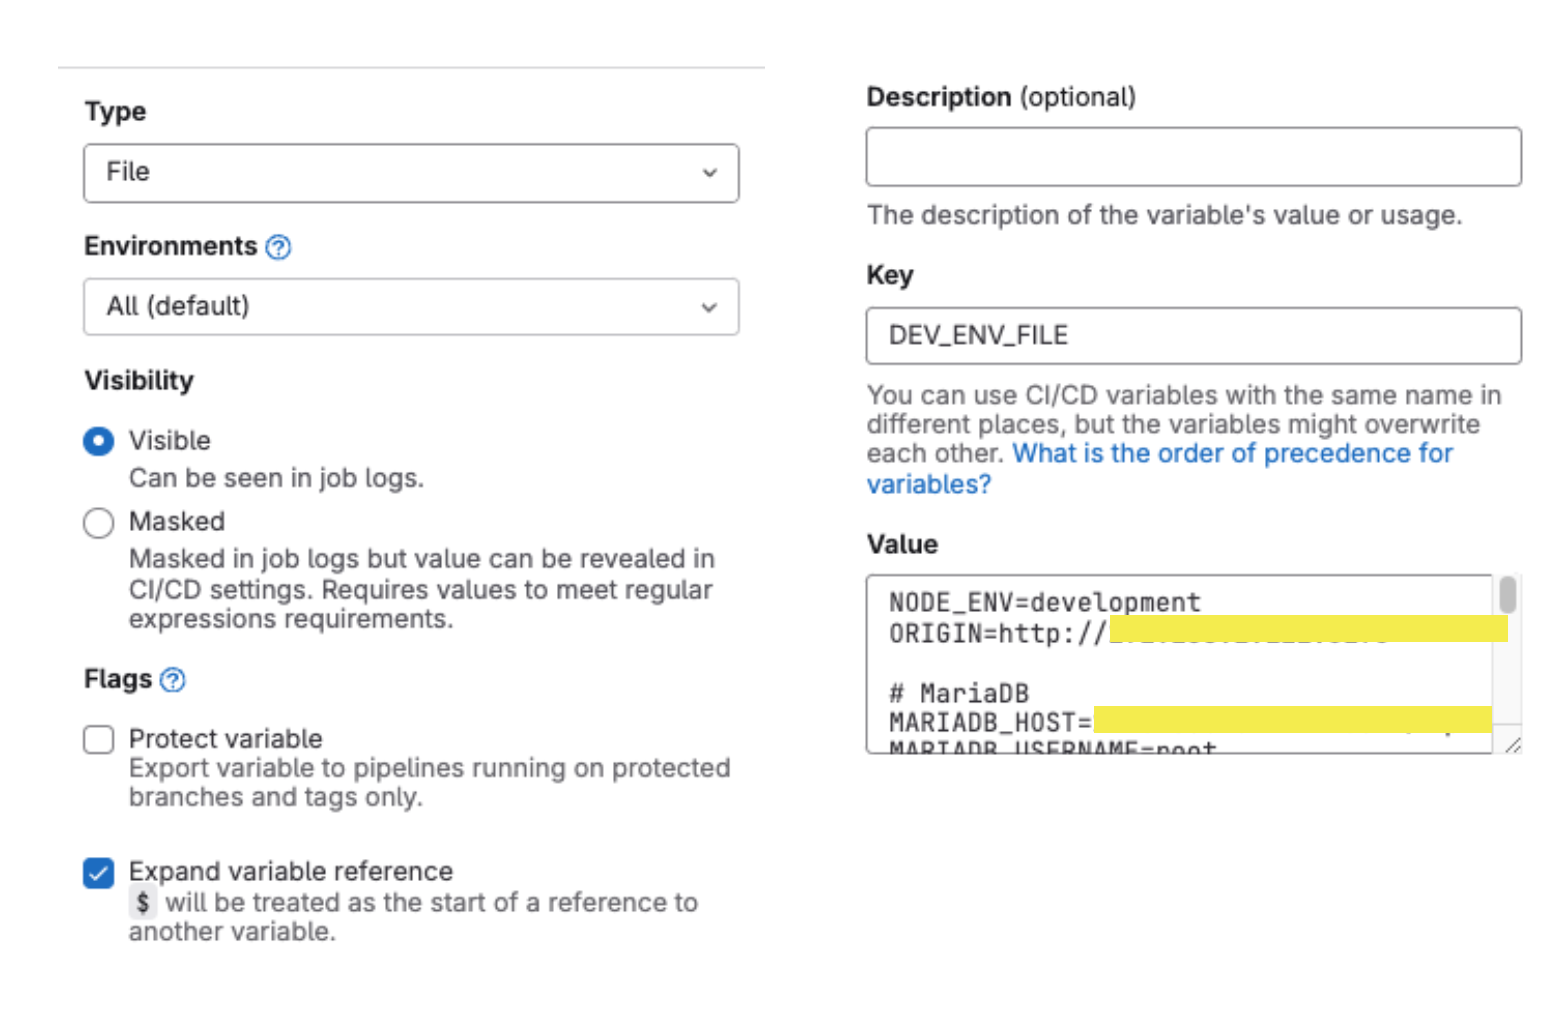 Type
File
Environments
All (default)
Visibility
Visible
Can be seen in job logs.
Masked
Masked in job logs but value can be revealed in
CI/CD settings. Requires values to meet regular
expressions requirements.
Flags
Protect variable
Export variable to pipelines running on protected
branches and tags only.
Expand variable reference
$ will be treated as the start of a reference to
another variable.
Description (optional)
The description of the variable's value or usage.
Key
DEV_ENV_FILE
You can use CI/CD variables with the same name in
different places, but the variables might overwrite
each other. What is the order of precedence for
variables?
Value
NODE_ENV=development
ORIGIN=http://
# MariaDB
MARIADB_HOST=
MARIADB_USERNAME=root